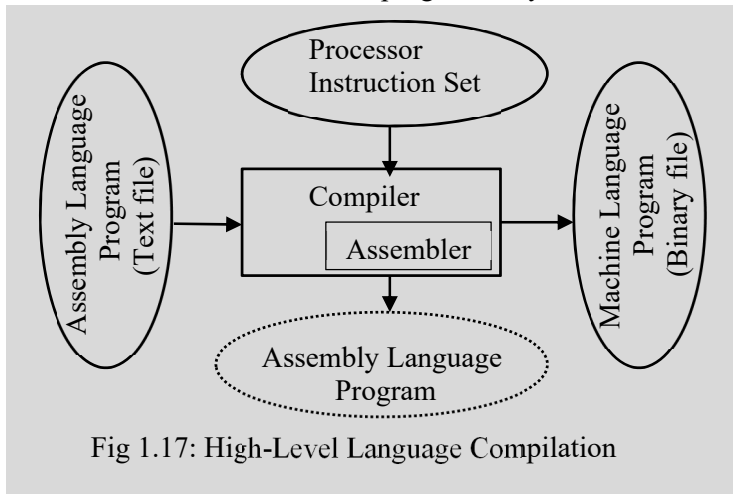 Processor
Instruction Set
Assembly Language
Program
(Text file)
Compiler
Assembler
Machine Language
Program
(Binary file)
Assembly Language
Program
Fig 1.17: High-Level Language Compilation